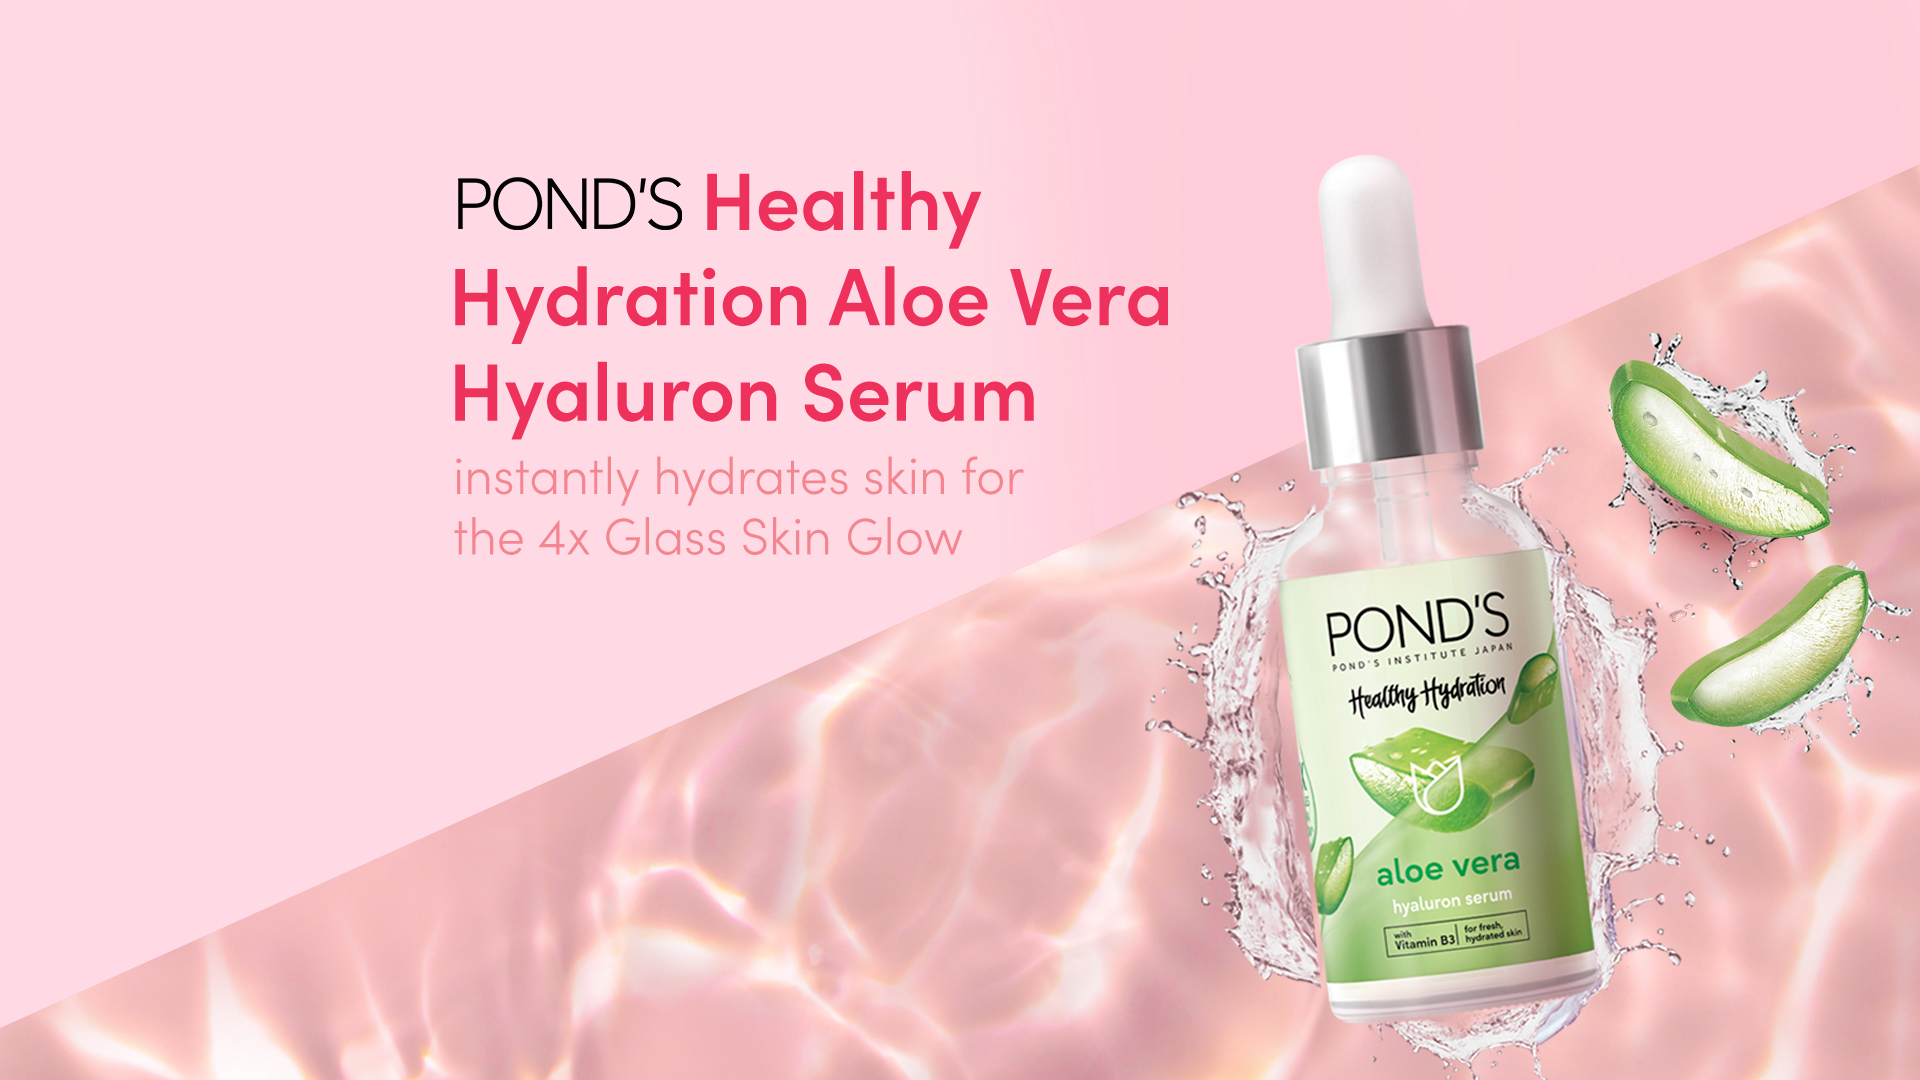 POND'S Healthy
Hydration Aloe Vera
Hyaluron Serum
instantly hydrates skin for
the 4x Glass Skin Glow
POND'S
POND'S INSTITUTE JAPAN
Healthy Hydration
aloe vera
hyaluron serum
with
Vitamin B3
for fresh,
hydrated skin